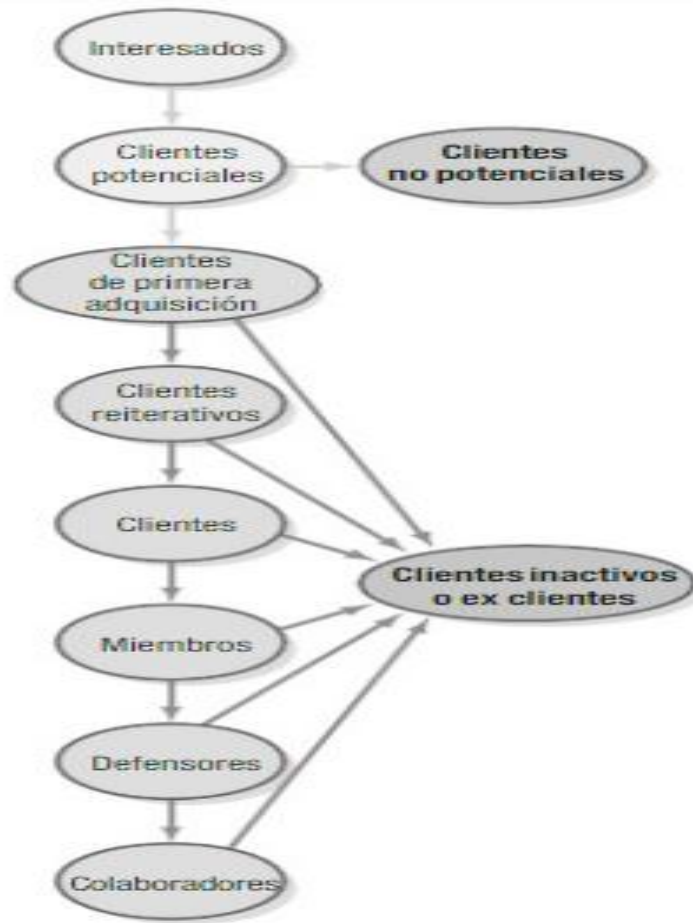 Interesados
Clientes
potenciales
Clientes
no potenciales
Clientes
de primera
adquisición
Clientes
reiterativos
Clientes
Clientes inactivos
o ex clientes
Miembros
Defensores
Colaboradores